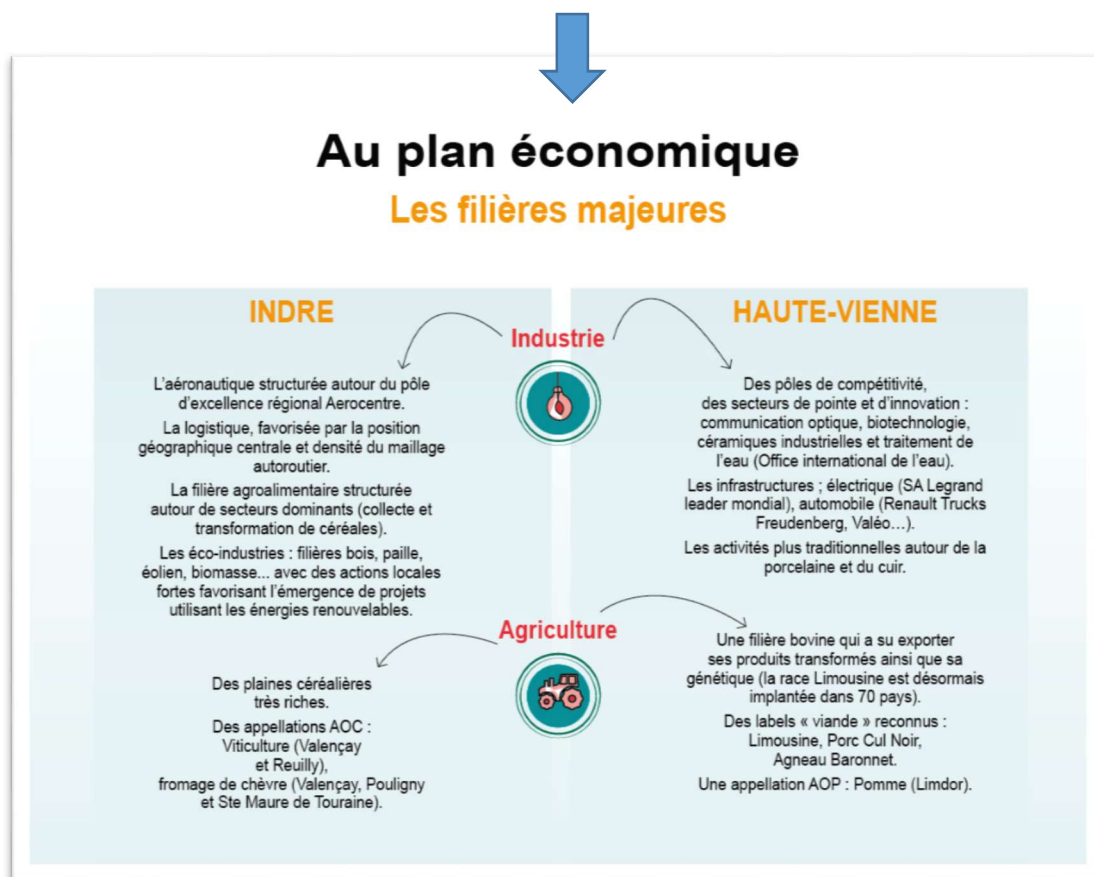 Au plan économique
Les filières majeures
INDRE
HAUTE-VIENNE
Industrie
L'aéronautique structurée autour du pôle
d'excellence régional Aerocentre.
La logistique, favorisée par la position
géographique centrale et densité du maillage
autoroutier.
La filière agroalimentaire structurée
autour de secteurs dominants (collecte et
transformation de céréales).
Les éco-industries : filières bois, paille,
éolien, biomasse... avec des actions locales
fortes favorisant l'émergence de projets
utilisant les énergies renouvelables.
Des pôles de compétitivité,
des secteurs de pointe et d'innovation :
communication optique, biotechnologie,
céramiques industrielles et traitement de
l'eau (Office international de l'eau).
Les infrastructures ; électrique (SA Legrand
leader mondial), automobile (Renault Trucks
Freudenberg, Valéo…).
Les activités plus traditionnelles autour de la
porcelaine et du cuir.
Agriculture
Des plaines céréalières
très riches.
Des appellations AOC :
Viticulture (Valençay
et Reuilly),
fromage de chèvre (Valençay, Pouligny
et Ste Maure de Touraine).
Une filière bovine qui a su exporter
ses produits transformés ainsi que sa
génétique (la race Limousine est désormais
implantée dans 70 pays).
Des labels « viande » reconnus :
Limousine, Porc Cul Noir,
Agneau Baronnet.
Une appellation AOP : Pomme (Limdor).